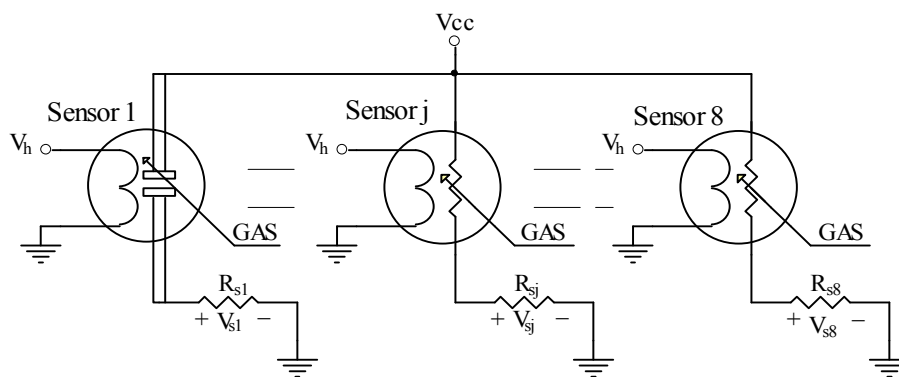 Vcc
Sensor 1
Sensor j
Sensor 8
Vh
Vh
Vh
GAS
GAS
GAS
Rs1
Rsj
Rs8
+ Vs1 −
+ Vsj −
+ Vs8 −